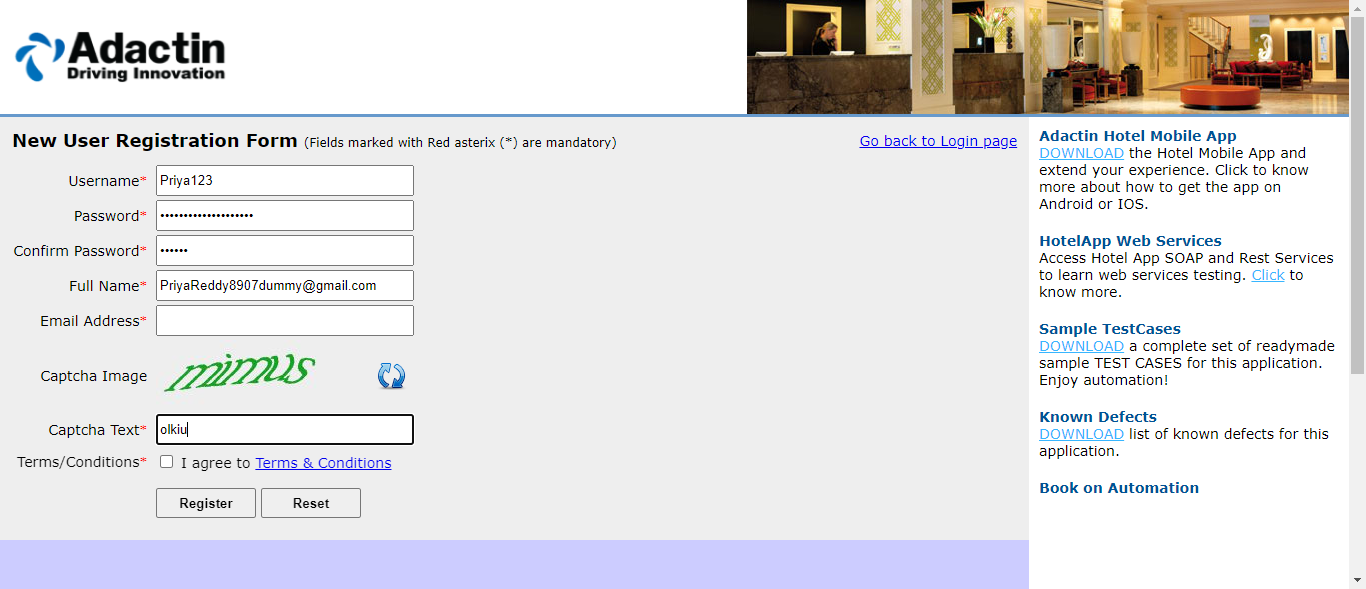 Adactin
Driving Innovation
New User Registration Form (Fields marked with Red asterix (*) are mandatory)
Go back to Login page
Username* Priya123
Password* ••••••••••••••••••••
Confirm Password* ••••••
Full Name* PriyaReddy8907dummy@gmail.com
Email Address*
Captcha Image mimus
Captcha Text* olkiu
Terms/Conditions* I agree to Terms & Conditions
Register Reset
Adactin Hotel Mobile App
DOWNLOAD the Hotel Mobile App and
extend your experience. Click to know
more about how to get the app on
Android or IOS.
HotelApp Web Services
Access Hotel App SOAP and Rest Services
to learn web services testing. Click to
know more.
Sample TestCases
DOWNLOAD a complete set of readymade
sample TEST CASES for this application.
Enjoy automation!
Known Defects
DOWNLOAD list of known defects for this
application.
Book on Automation